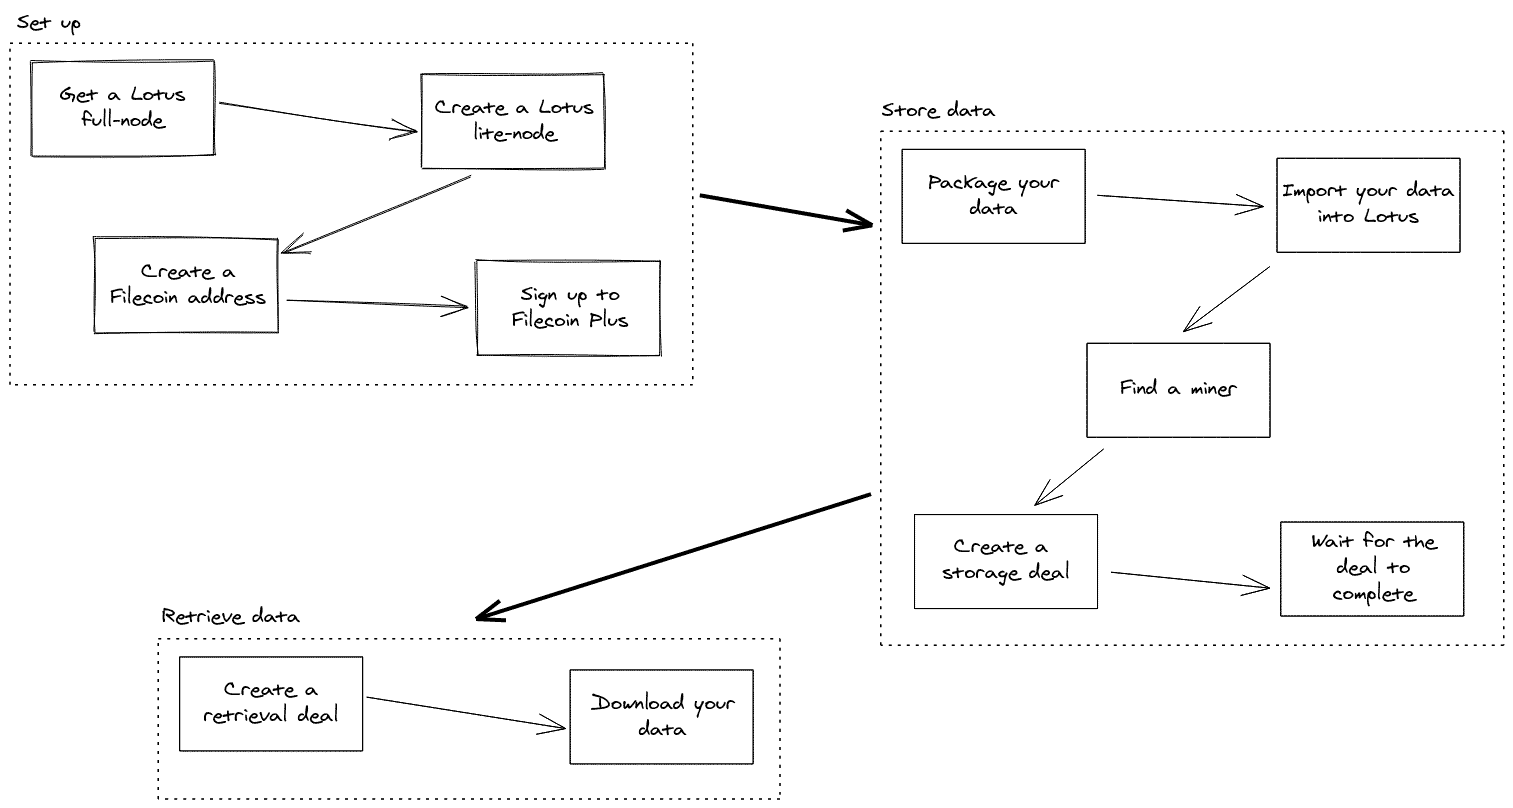 Set up
Get a Lotus
full-node
Create a Lotus
lite-node
Create a
Filecoin address
Sign up to
Filecoin Plus
Store data
Package your
data
Import your data
into Lotus
Find a miner
Create a
storage deal
Wait for the
deal to
complete
Retrieve data
Create a
retrieval deal
Download your
data